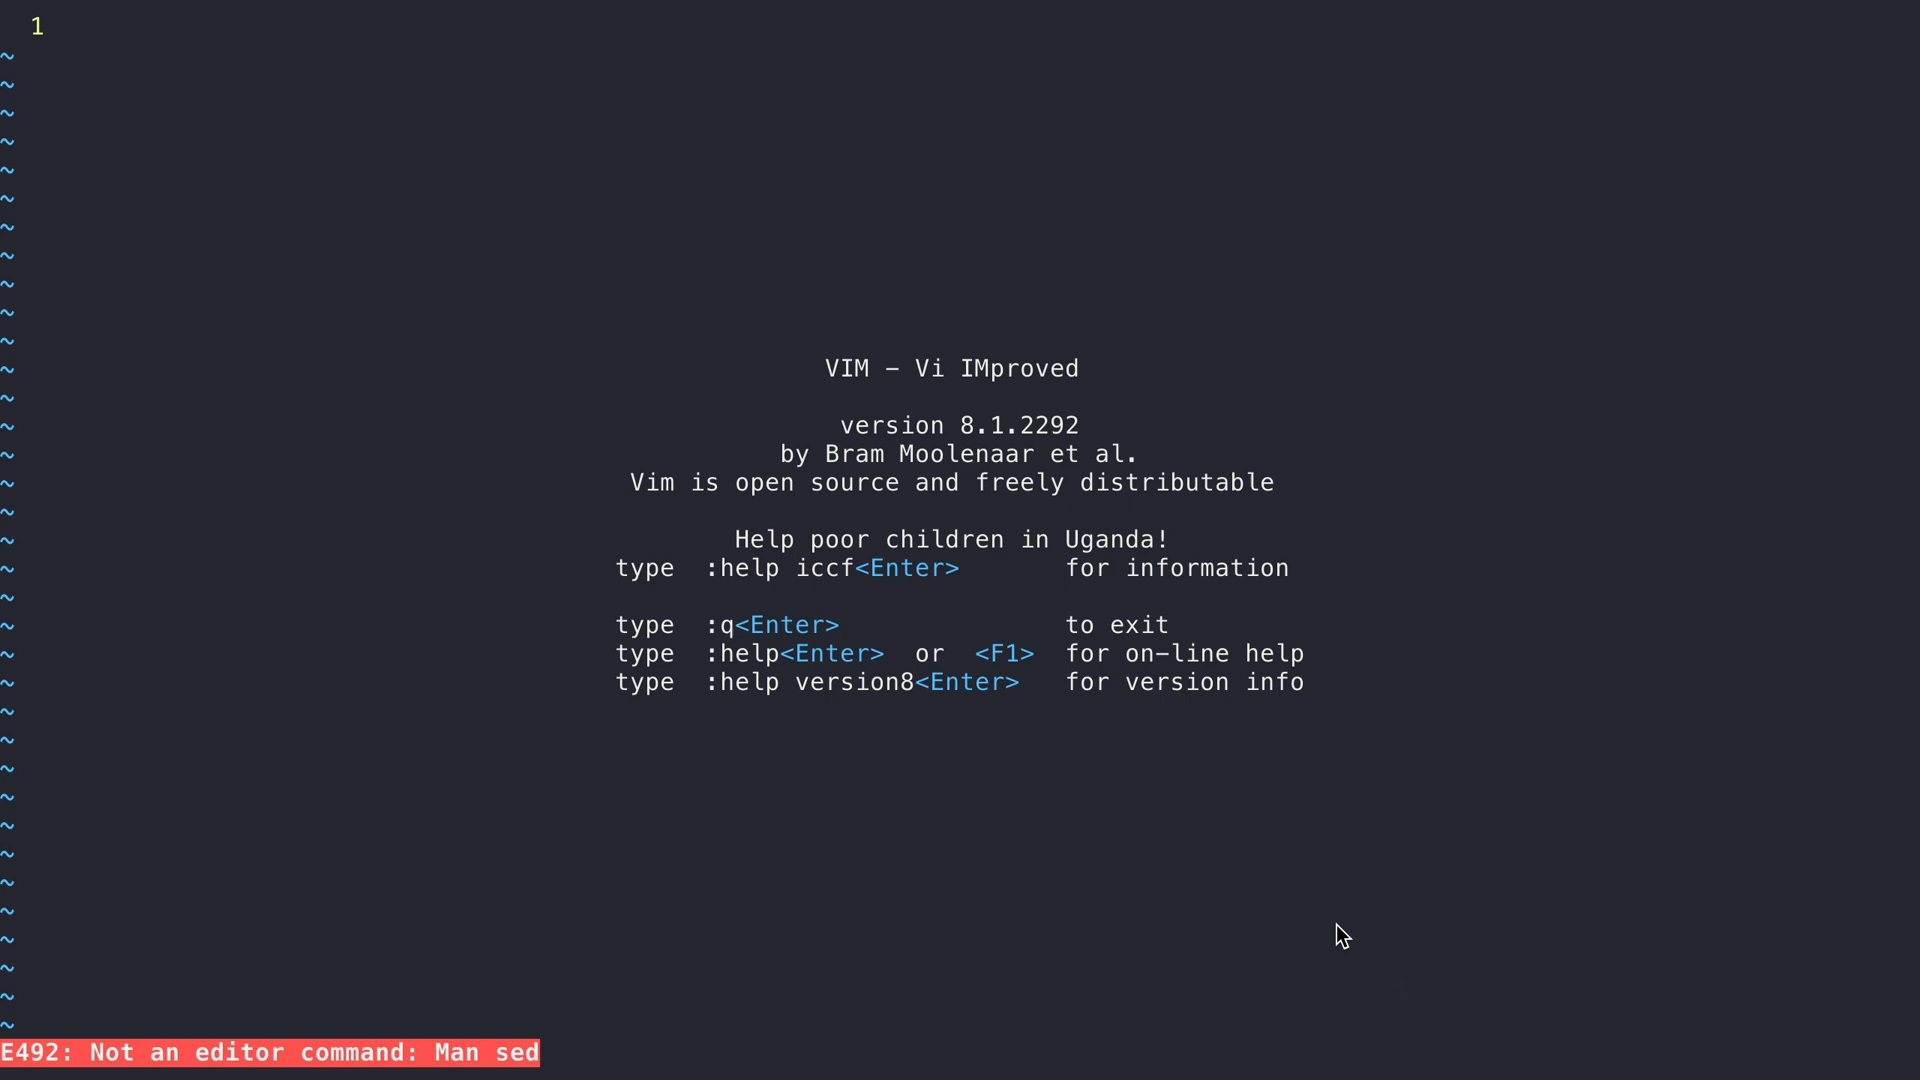 1
~
~
~
~
~
~
~
~
~
~
~
~ VIM - Vi IMproved
~
~ version 8.1.2292
~ by Bram Moolenaar et al.
~ Vim is open source and freely distributable
~
~ Help poor children in Uganda!
~ type :help iccf<Enter> for information
~
~ type :q<Enter> to exit
~ type :help<Enter> or <F1> for on-line help
~ type :help version8<Enter> for version info
~
~
~
~
~
~
~
~
~
~
~
~
E492: Not an editor command: Man sed